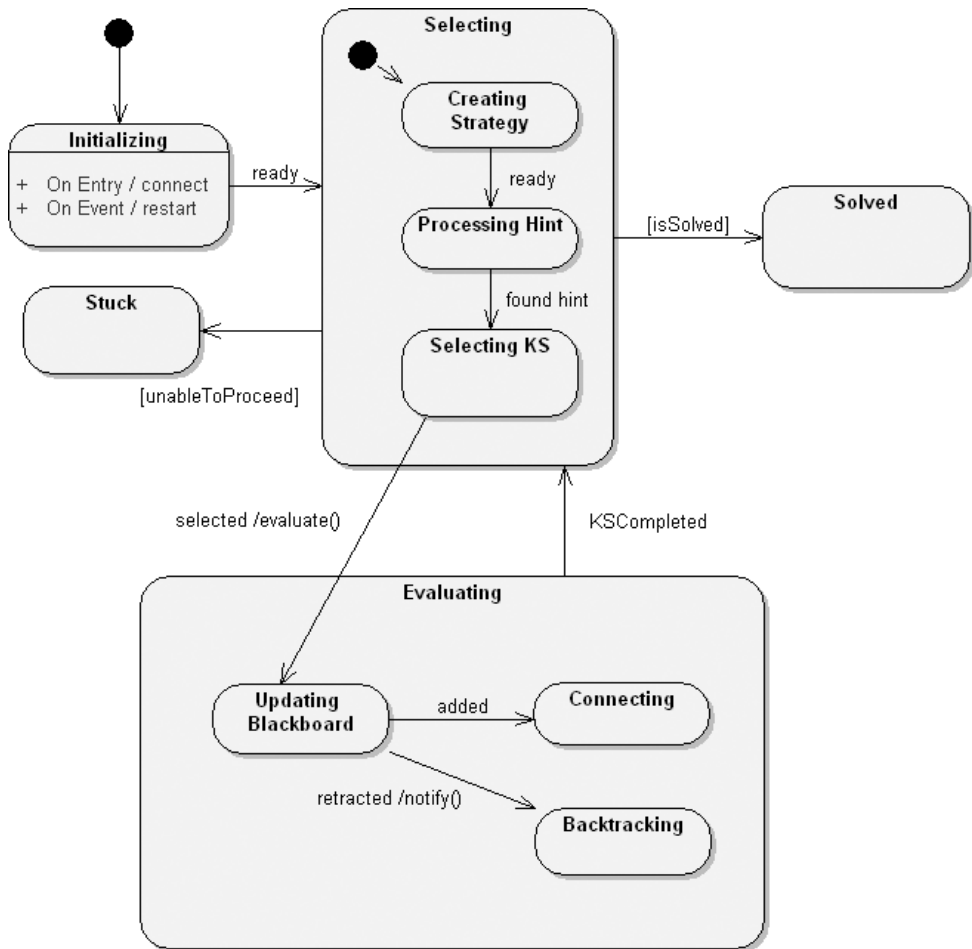 Selecting
Creating
Strategy
Initializing
+ On Entry / connect
+ On Event / restart
ready
ready
Processing Hint
[isSolved]
Solved
Stuck
found hint
Selecting KS
[unableToProceed]
selected /evaluate()
KSCompleted
Evaluating
Updating
Blackboard
added
Connecting
retracted /notify()
Backtracking